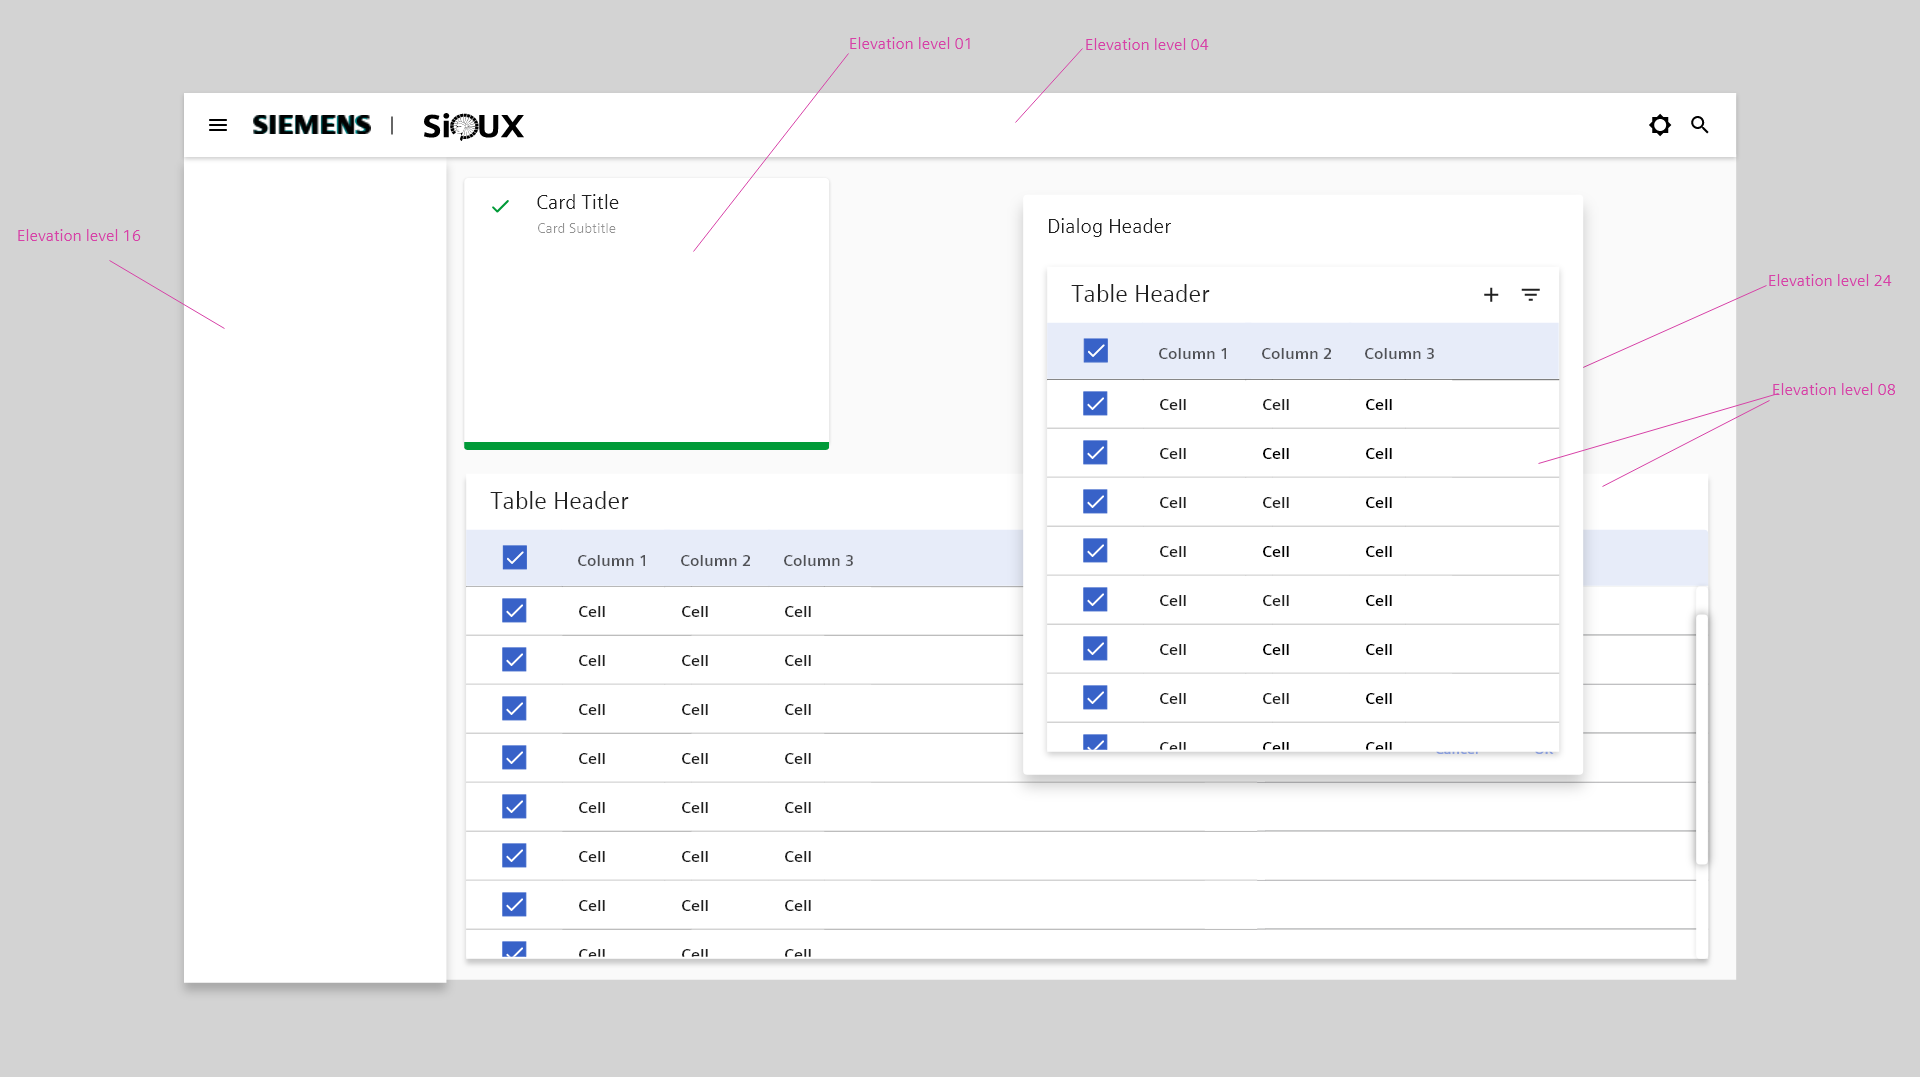 Elevation level 01
Elevation level 04
SIEMENS | SiOUX
Card Title
Card Subtitle
Elevation level 16
Dialog Header
Table Header
Elevation level 24
Column 1 Column 2 Column 3
Elevation level 08
Cell Cell Cell
Cell Cell Cell
Cell Cell Cell
Cell Cell Cell
Cell Cell Cell
Cell Cell Cell
Cell Cell Cell
Cell Cell Cell
Cancel OK
Table Header
Column 1 Column 2 Column 3
Cell Cell Cell
Cell Cell Cell
Cell Cell Cell
Cell Cell Cell
Cell Cell Cell
Cell Cell Cell
Cell Cell Cell
Cell Cell Cell